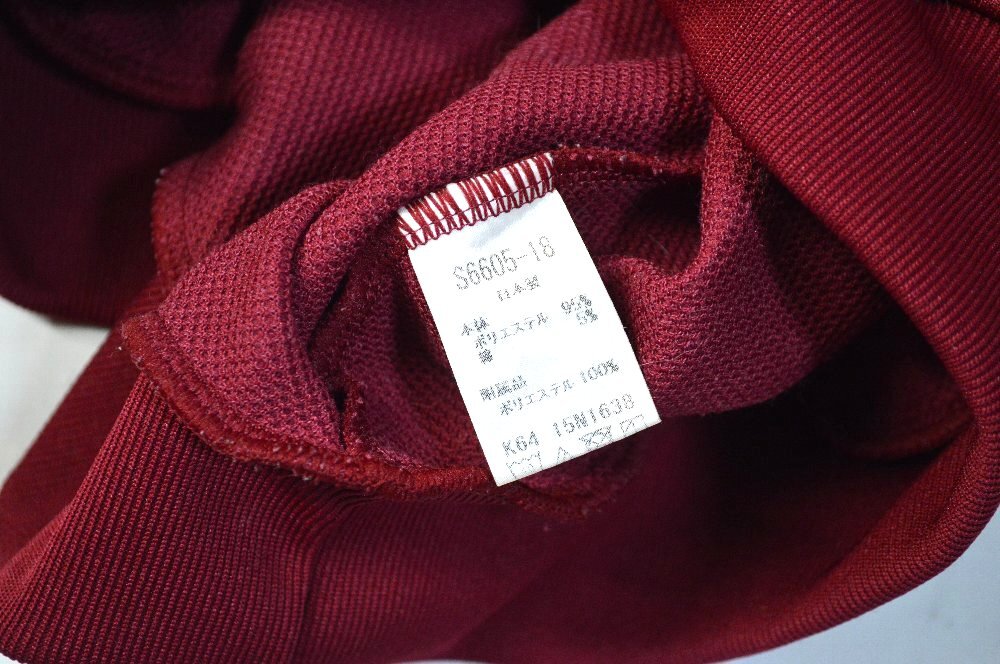 S6605-18
日本製
本体
ポリエステル 95%
綿 5%
附属品
ポリエステル 100%
K64 15N1638